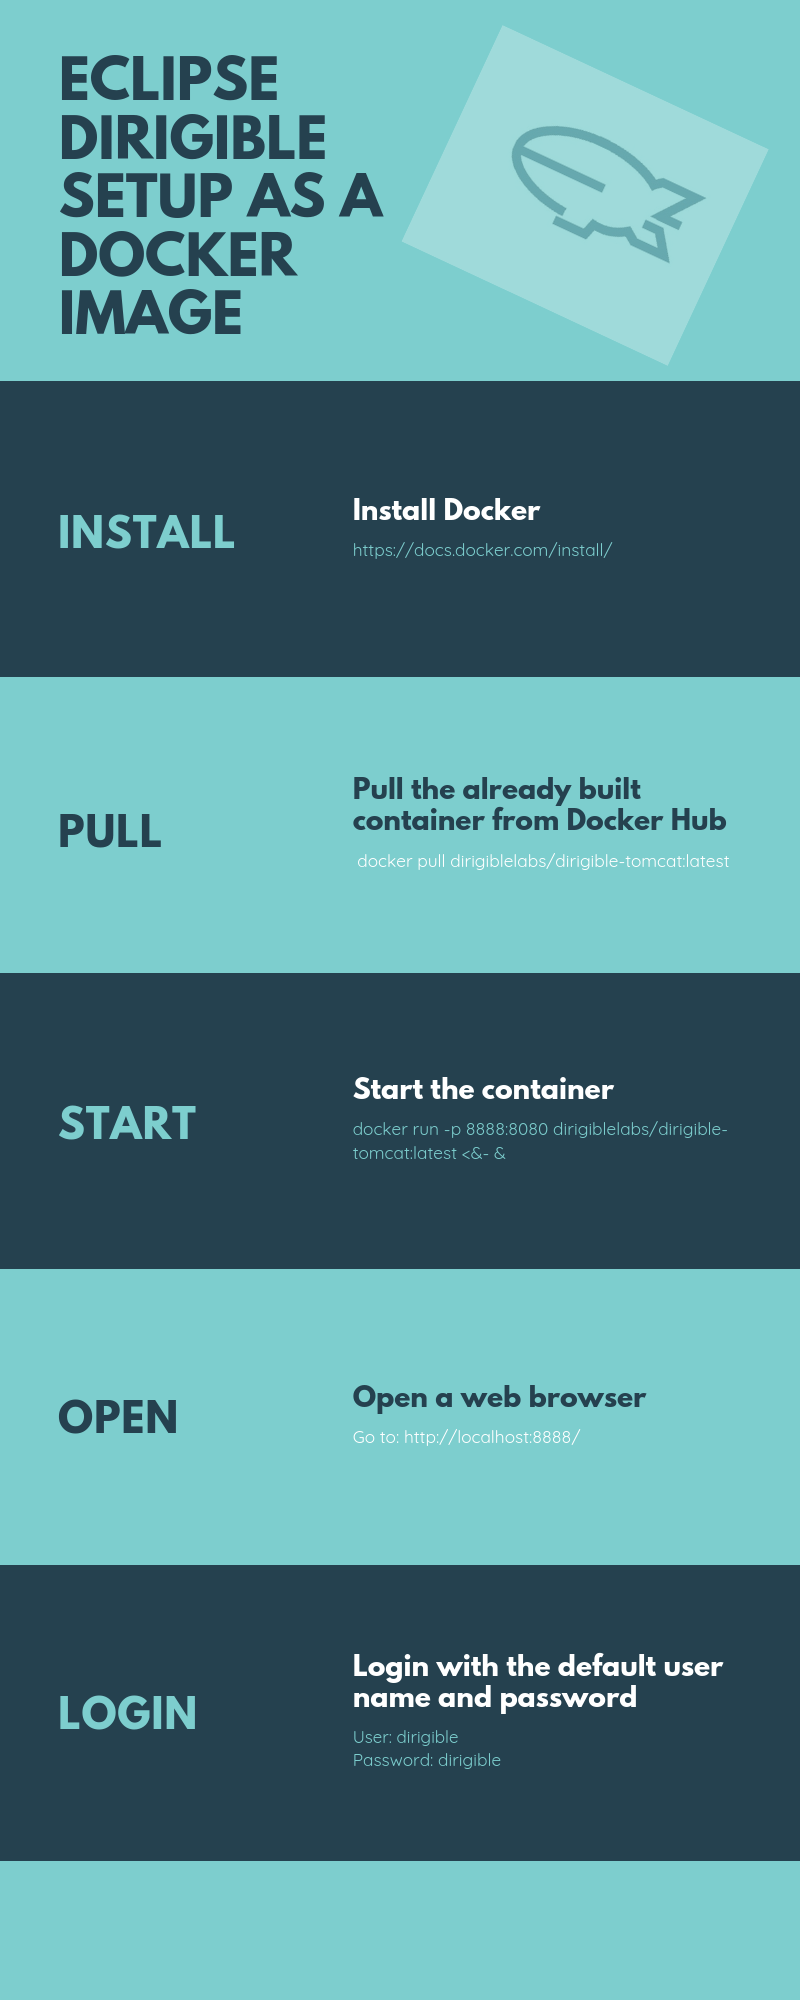 ECLIPSE
DIRIGIBLE
SETUP AS A
DOCKER
IMAGE
INSTALL
Install Docker
https://docs.docker.com/install/
PULL
Pull the already built
container from Docker Hub
docker pull dirigiblelabs/dirigible-tomcat:latest
START
Start the container
docker run -p 8888:8080 dirigiblelabs/dirigible-
tomcat:latest <&- &
OPEN
Open a web browser
Go to: http://localhost:8888/
LOGIN
Login with the default user
name and password
User: dirigible
Password: dirigible